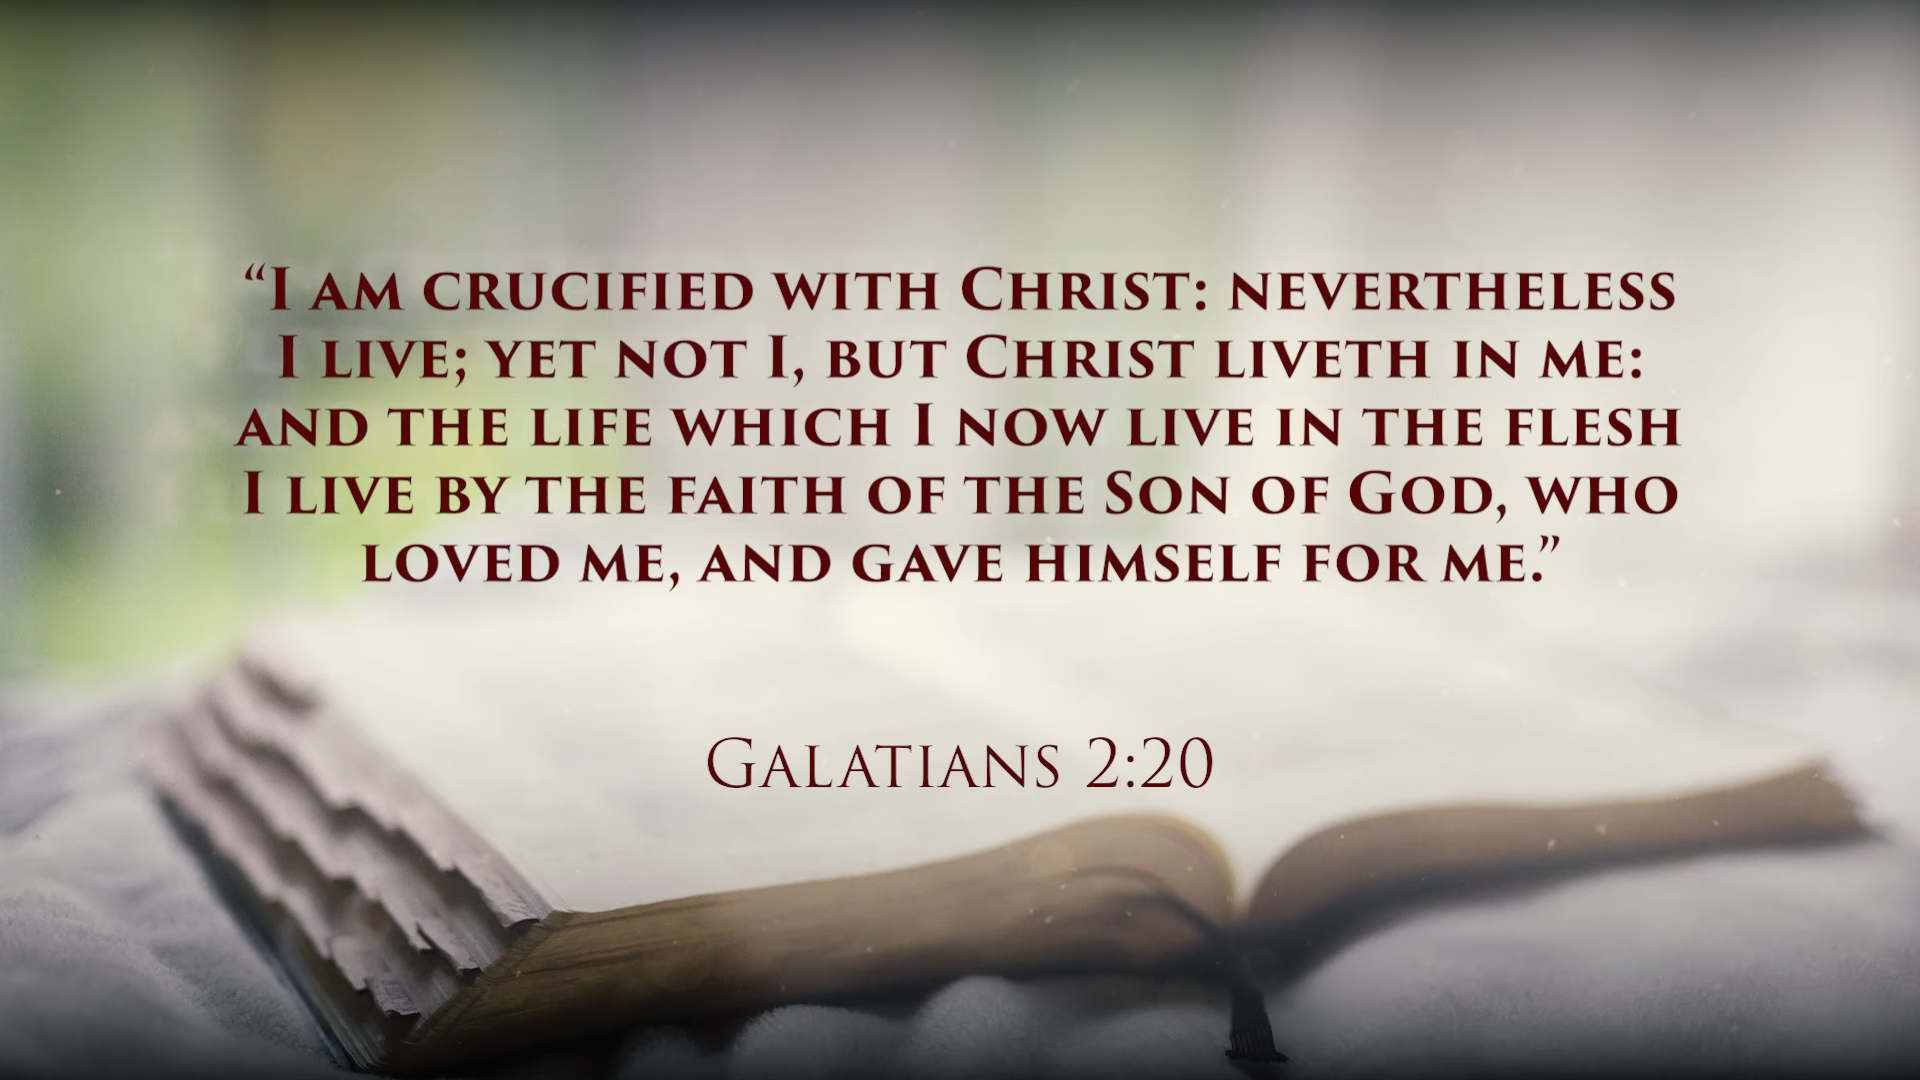 “I am crucified with Christ: nevertheless
I live; yet not I, but Christ liveth in me:
and the life which I now live in the flesh
I live by the faith of the Son of God, who
loved me, and gave himself for me.”
Galatians 2:20